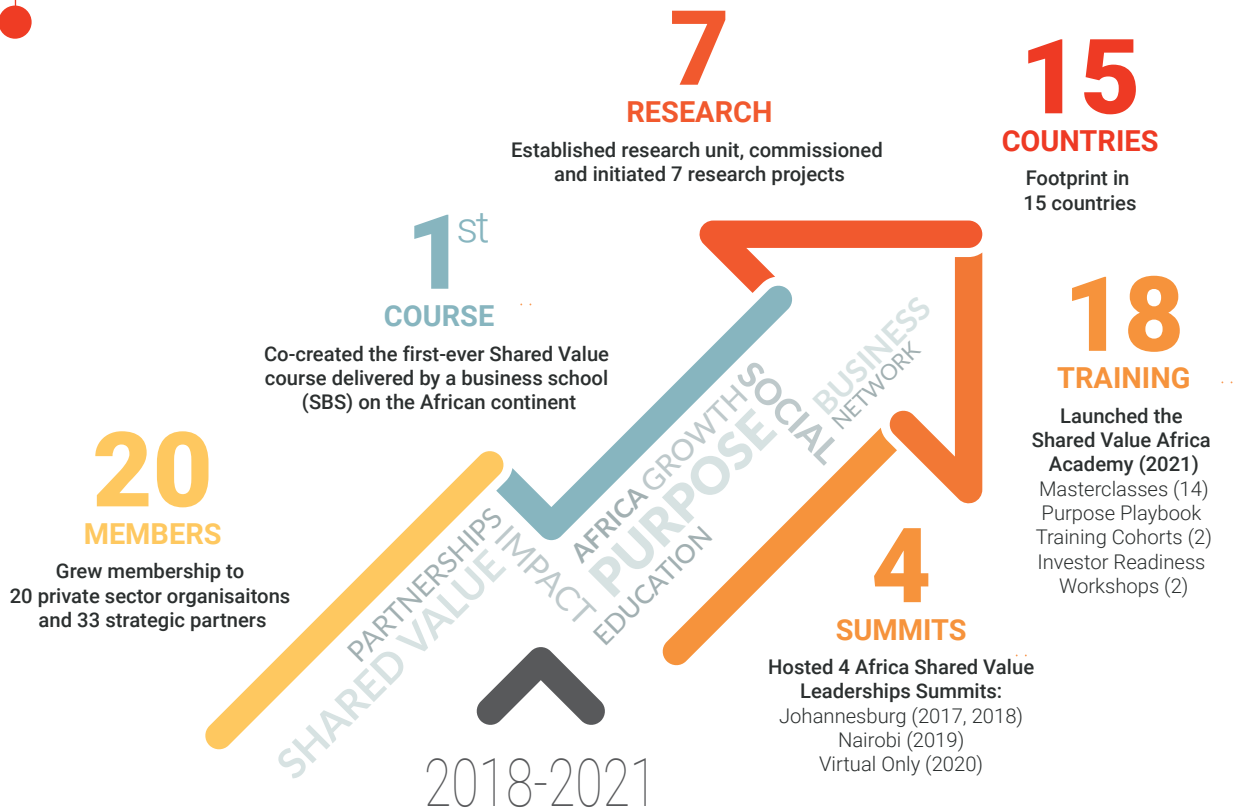 7
RESEARCH
Established research unit, commissioned
and initiated 7 research projects
15
COUNTRIES
Footprint in
15 countries
1st
COURSE
Co-created the first-ever Shared Value
course delivered by a business school
(SBS) on the African continent
18
TRAINING
Launched the
Shared Value Africa
Academy (2021)
Masterclasses (14)
Purpose Playbook
Training Cohorts (2)
Investor Readiness
Workshops (2)
20
MEMBERS
Grew membership to
20 private sector organisaitons
and 33 strategic partners
4
SUMMITS
Hosted 4 Africa Shared Value
Leaderships Summits:
Johannesburg (2017, 2018)
Nairobi (2019)
Virtual Only (2020)
PARTNERSHIPS
SHARED VALUE
IMPACT
AFRICA GROWTH
PURPOSE
EDUCATION
SOCIAL
BUSINESS
NETWORK
2018-2021